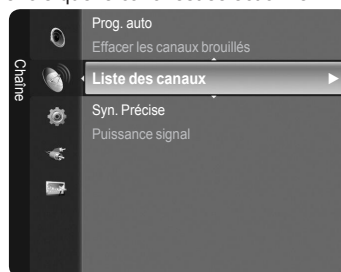 Prog. auto
Effacer les canaux brouillés
Chaîne
Liste des canaux
Syn. Précise
Puissance signal